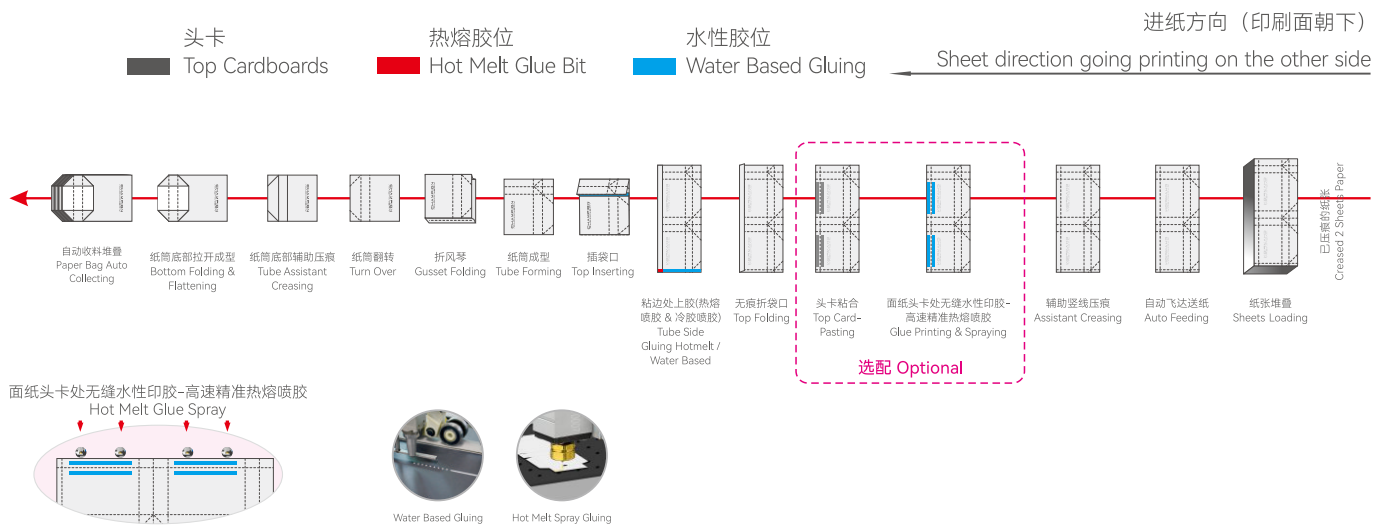 头卡
Top Cardboards
热熔胶位
Hot Melt Glue Bit
水性胶位
Water Based Gluing
进纸方向（印刷面朝下）
Sheet direction going printing on the other side
自动收料堆叠
Paper Bag Auto
Collecting
纸筒底部拉开成型
Bottom Folding &
Flattening
纸筒底部辅助压痕
Tube Assistant
Creasing
纸筒翻转
Turn Over
折风琴
Gusset Folding
纸筒成型
Tube Forming
插袋口
Top Inserting
粘边处上胶(热熔
喷胶 & 冷胶喷胶)
Tube Side
Gluing Hotmelt /
Water Based
无痕折袋口
Top Folding
头卡粘合
Top Card-
Pasting
面纸头卡处无缝水性印胶-
高速精准热熔喷胶
Glue Printing & Spraying
选配 Optional
辅助竖线压痕
Assistant Creasing
自动飞达送纸
Auto Feeding
纸张堆叠
Sheets Loading
已压痕的纸张
Creased 2 Sheets Paper
面纸头卡处无缝水性印胶-高速精准热熔喷胶
Hot Melt Glue Spray
Water Based Gluing
Hot Melt Spray Gluing